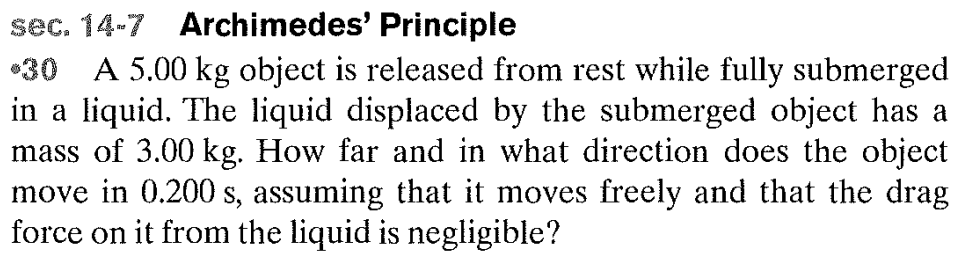 sec. 14-7 Archimedes' Principle
•30 A 5.00 kg object is released from rest while fully submerged
in a liquid. The liquid displaced by the submerged object has a
mass of 3.00 kg. How far and in what direction does the object
move in 0.200 s, assuming that it moves freely and that the drag
force on it from the liquid is negligible?